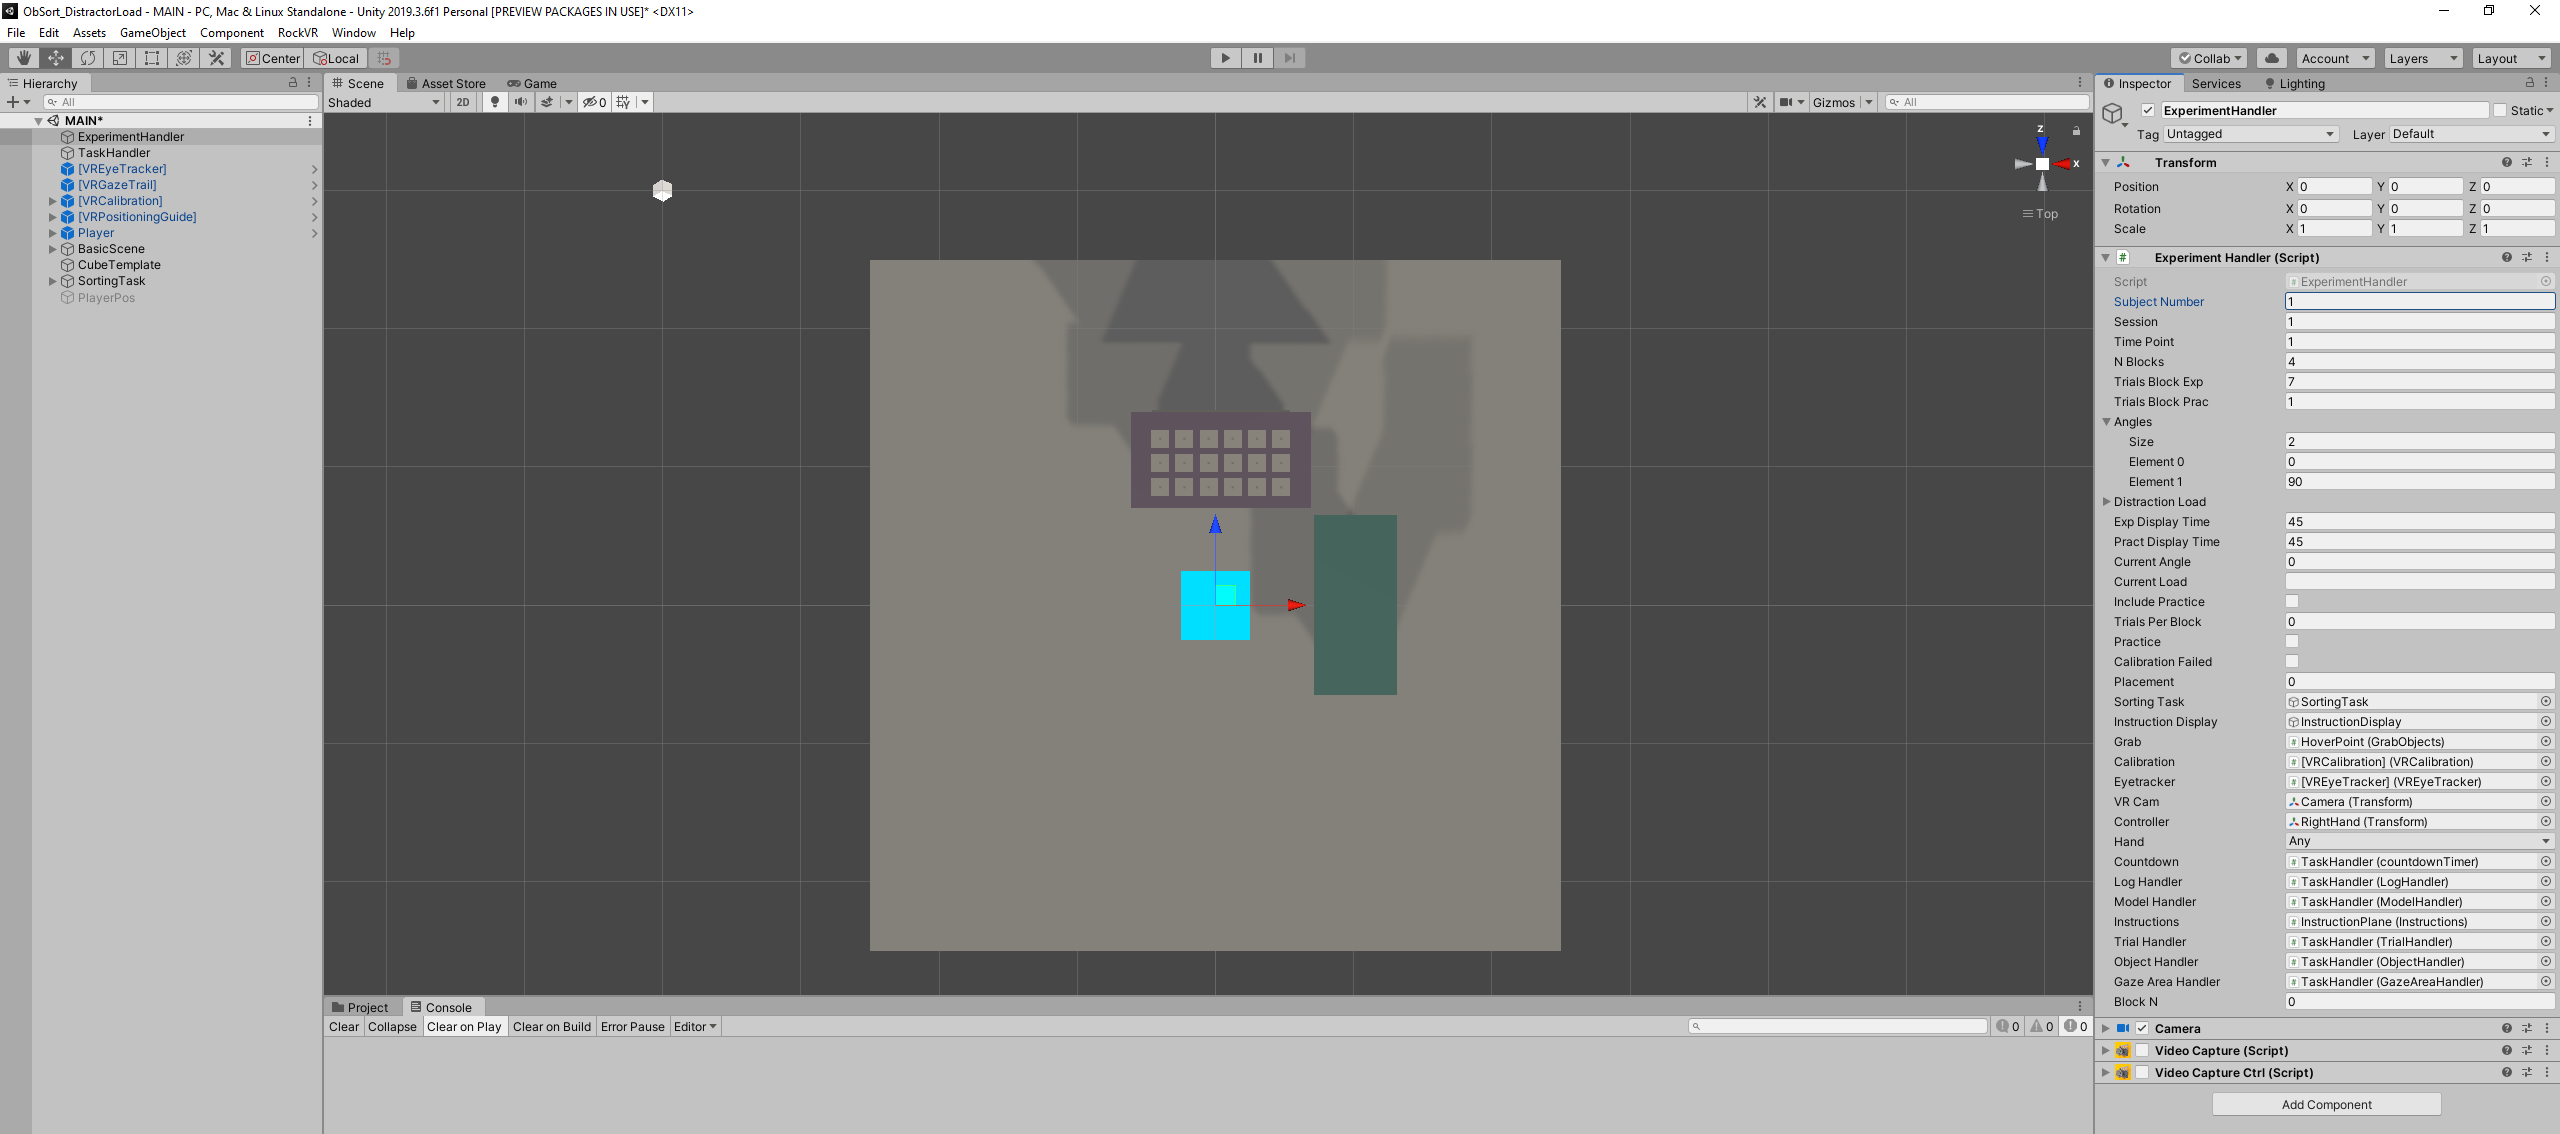 ObSort_DistractorLoad - MAIN - PC, Mac & Linux Standalone - Unity 2019.3.6f1 Personal [PREVIEW PACKAGES IN USE]* <DX11>
File Edit Assets GameObject Component RockVR Window Help
Center Local Collab Account Layers Layout
Hierarchy
All
MAIN*
ExperimentHandler
TaskHandler
[VREyeTracker]
[VRGazeTrail]
[VRCalibration]
[VRPositioningGuide]
Player
BasicScene
CubeTemplate
SortingTask
PlayerPos
Scene Asset Store Game
Shaded 2D 0 Gizmos All
z
x
Top
Project Console
Clear Collapse Clear on Play Clear on Build Error Pause Editor 0 0 0
Inspector Services Lighting
ExperimentHandler Static
Tag Untagged Layer Default
Transform
Position X 0 Y 0 Z 0
Rotation X 0 Y 0 Z 0
Scale X 1 Y 1 Z 1
# Experiment Handler (Script)
Script ExperimentHandler
Subject Number 1
Session 1
Time Point 1
N Blocks 4
Trials Block Exp 7
Trials Block Prac 1
Angles
Size 2
Element 0 0
Element 1 90
Distraction Load
Exp Display Time 45
Pract Display Time 45
Current Angle 0
Current Load
Include Practice
Trials Per Block 0
Practice
Calibration Failed
Placement 0
Sorting Task SortingTask
Instruction Display InstructionDisplay
Grab HoverPoint (GrabObjects)
Calibration [VRCalibration] (VRCalibration)
Eyetracker [VREyeTracker] (VREyeTracker)
VR Cam Camera (Transform)
Controller RightHand (Transform)
Hand Any
Countdown TaskHandler (countdownTimer)
Log Handler TaskHandler (LogHandler)
Model Handler TaskHandler (ModelHandler)
Instructions InstructionPlane (Instructions)
Trial Handler TaskHandler (TrialHandler)
Object Handler TaskHandler (ObjectHandler)
Gaze Area Handler TaskHandler (GazeAreaHandler)
Block N 0
Camera
Video Capture (Script)
Video Capture Ctrl (Script)
Add Component